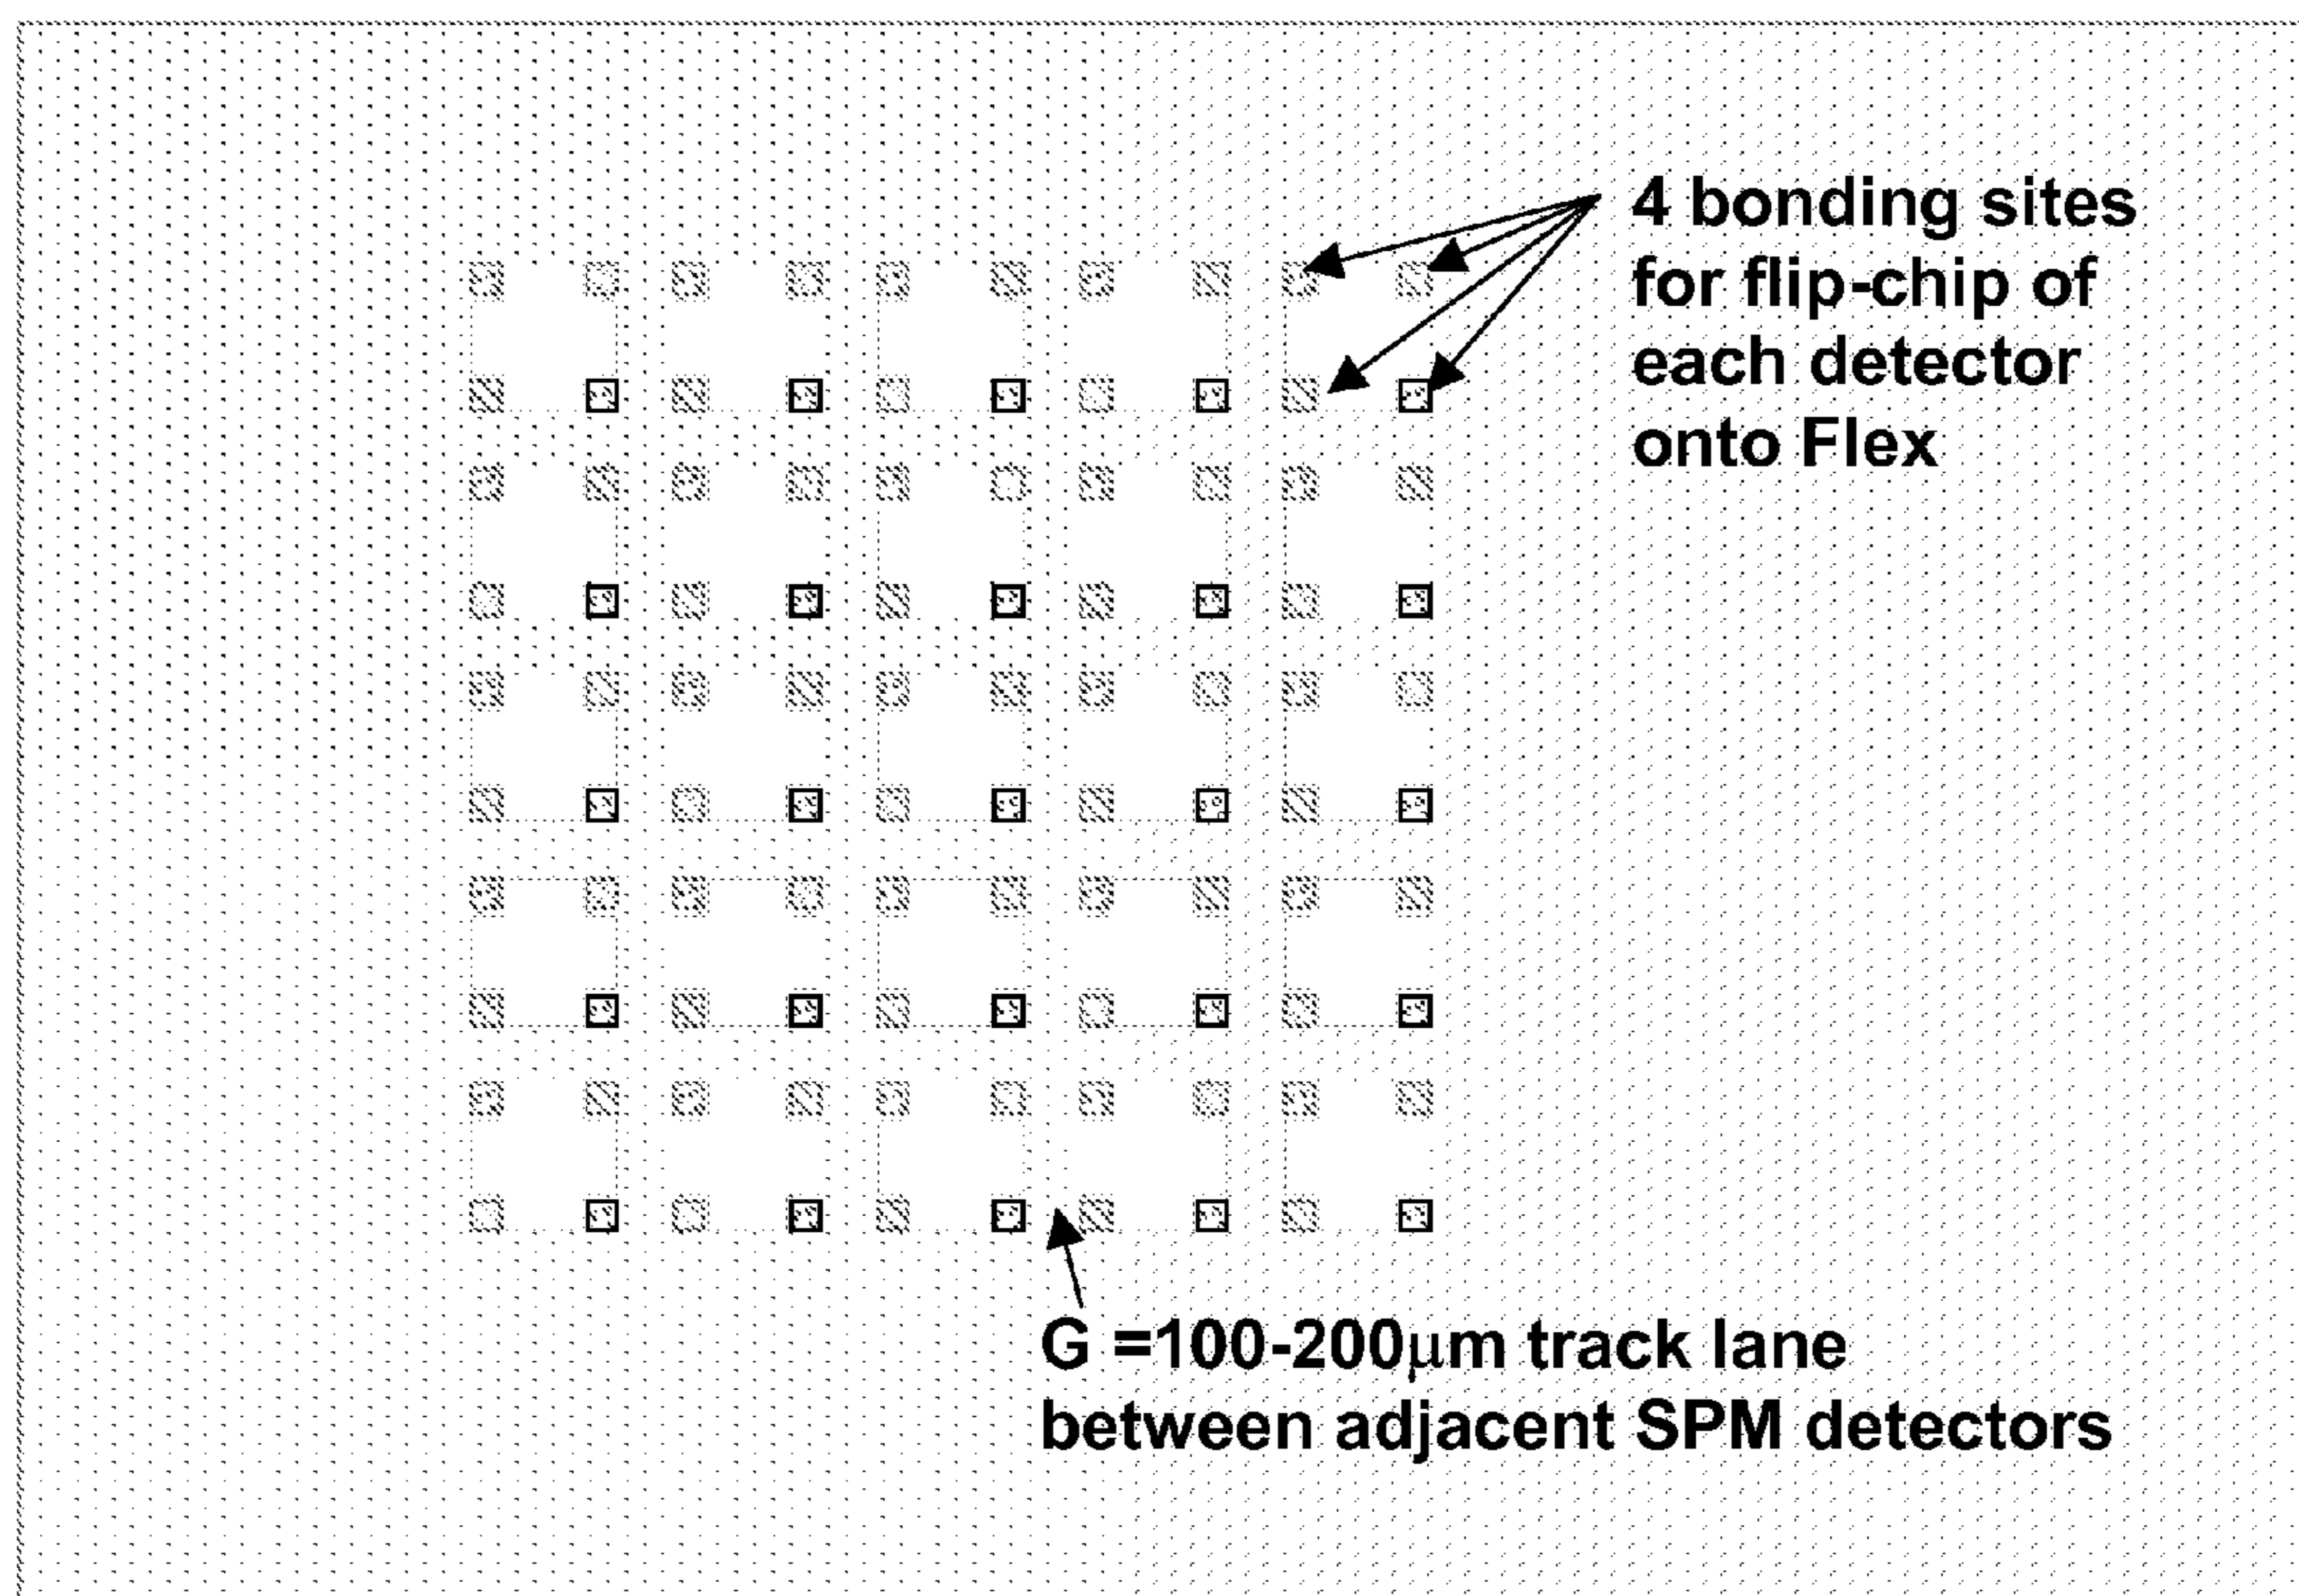 4 bonding sites
for flip-chip of
each detector
onto Flex
G =100-200μm track lane
between adjacent SPM detectors